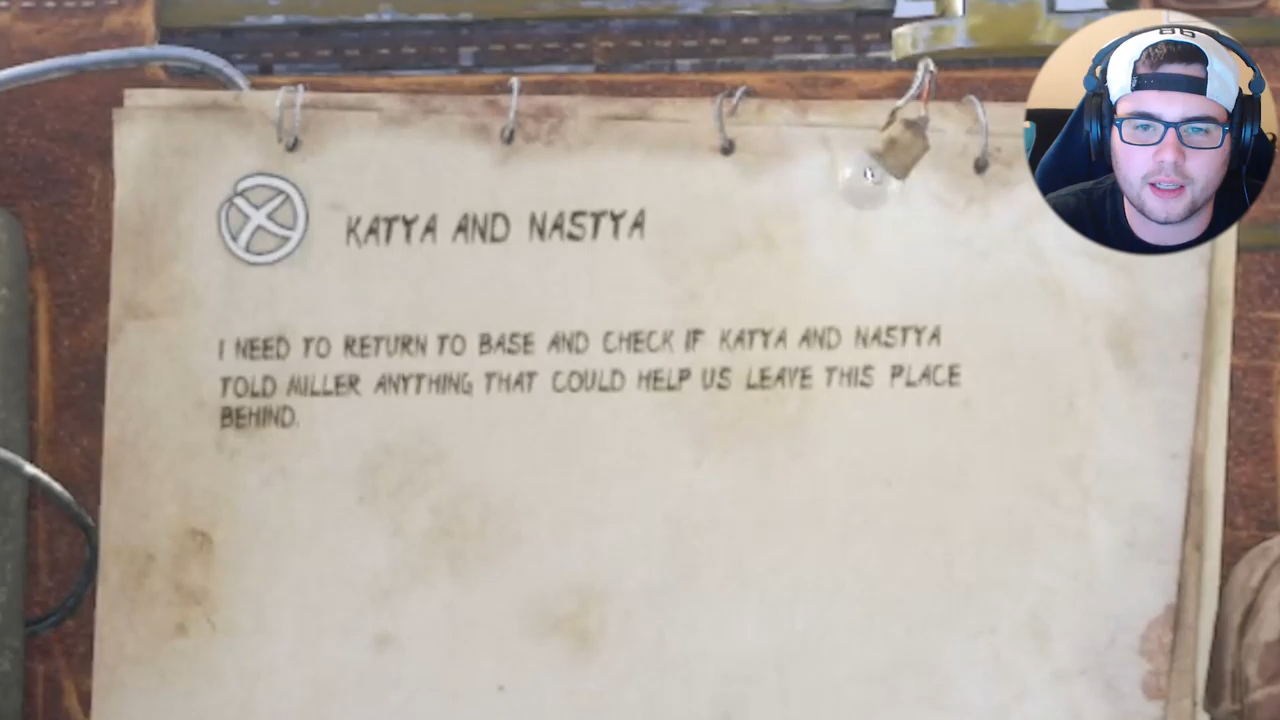 KATYA AND NASTYA
I NEED TO RETURN TO BASE AND CHECK IF KATYA AND NASTYA
TOLD MILLER ANYTHING THAT COULD HELP US LEAVE THIS PLACE
BEHIND.